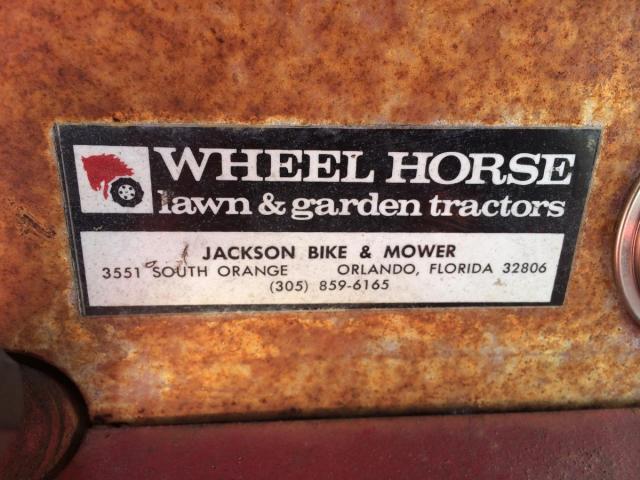 WHEEL HORSE
lawn & garden tractors
JACKSON BIKE & MOWER
3551 SOUTH ORANGE ORLANDO, FLORIDA 32806
(305) 859-6165